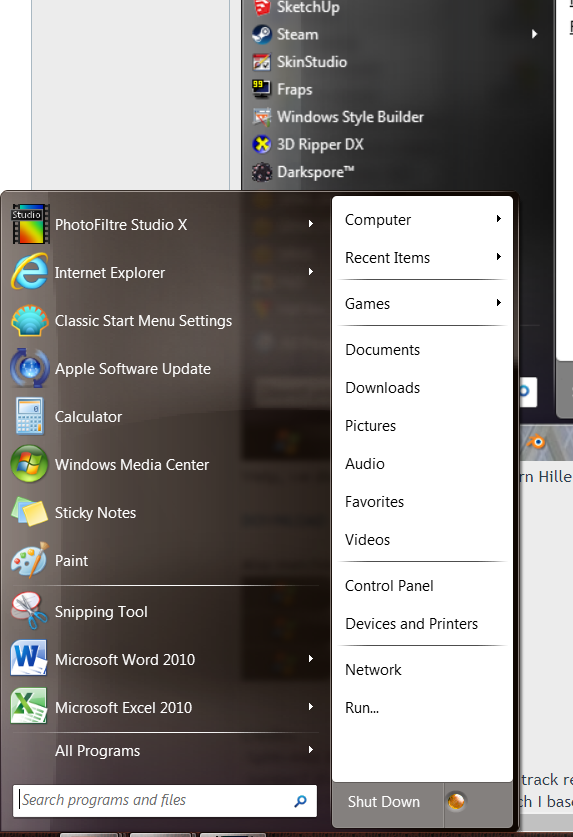 SketchUp
Steam
SkinStudio
99
Fraps
Windows Style Builder
3D Ripper DX
Darkspore™
Studio
PhotoFiltre Studio X
Internet Explorer
Classic Start Menu Settings
Apple Software Update
Calculator
Windows Media Center
Sticky Notes
Paint
Snipping Tool
Microsoft Word 2010
Microsoft Excel 2010
All Programs
Search programs and files
Computer
Recent Items
Games
Documents
Downloads
Pictures
Audio
Favorites
Videos
Control Panel
Devices and Printers
Network
Run...
Shut Down
rn Hille
track re
ch I bas